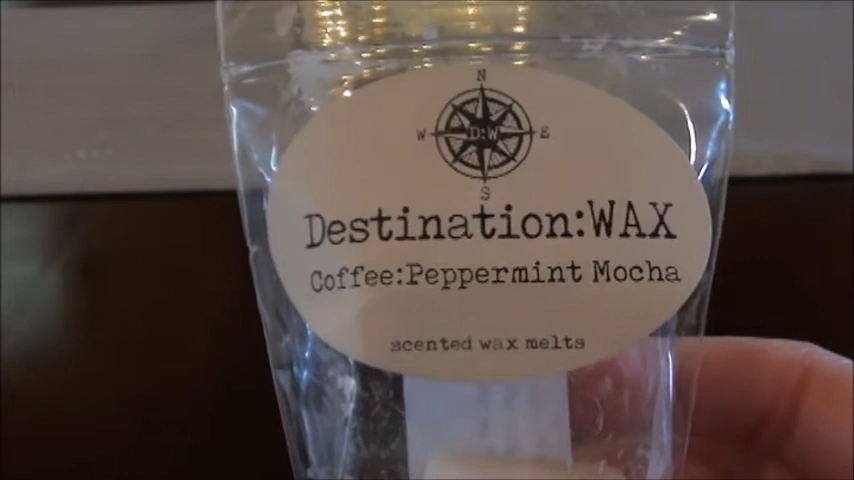 N
W D:W E
S
Destination:WAX
Coffee:Peppermint Mocha
scented wax melts